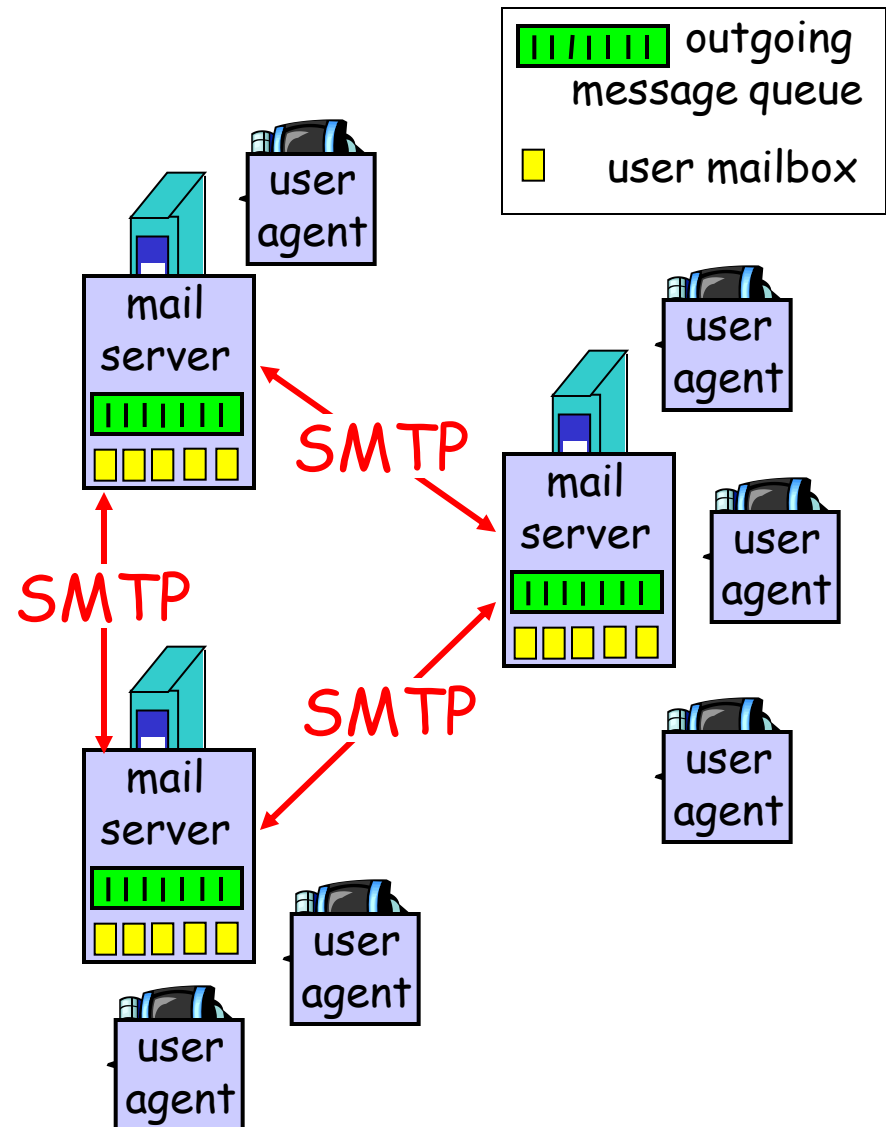 outgoing
message queue
user mailbox
user
agent
mail
server
user
agent
SMTP
mail
server
user
agent
SMTP
SMTP
user
agent
mail
server
user
agent
user
agent